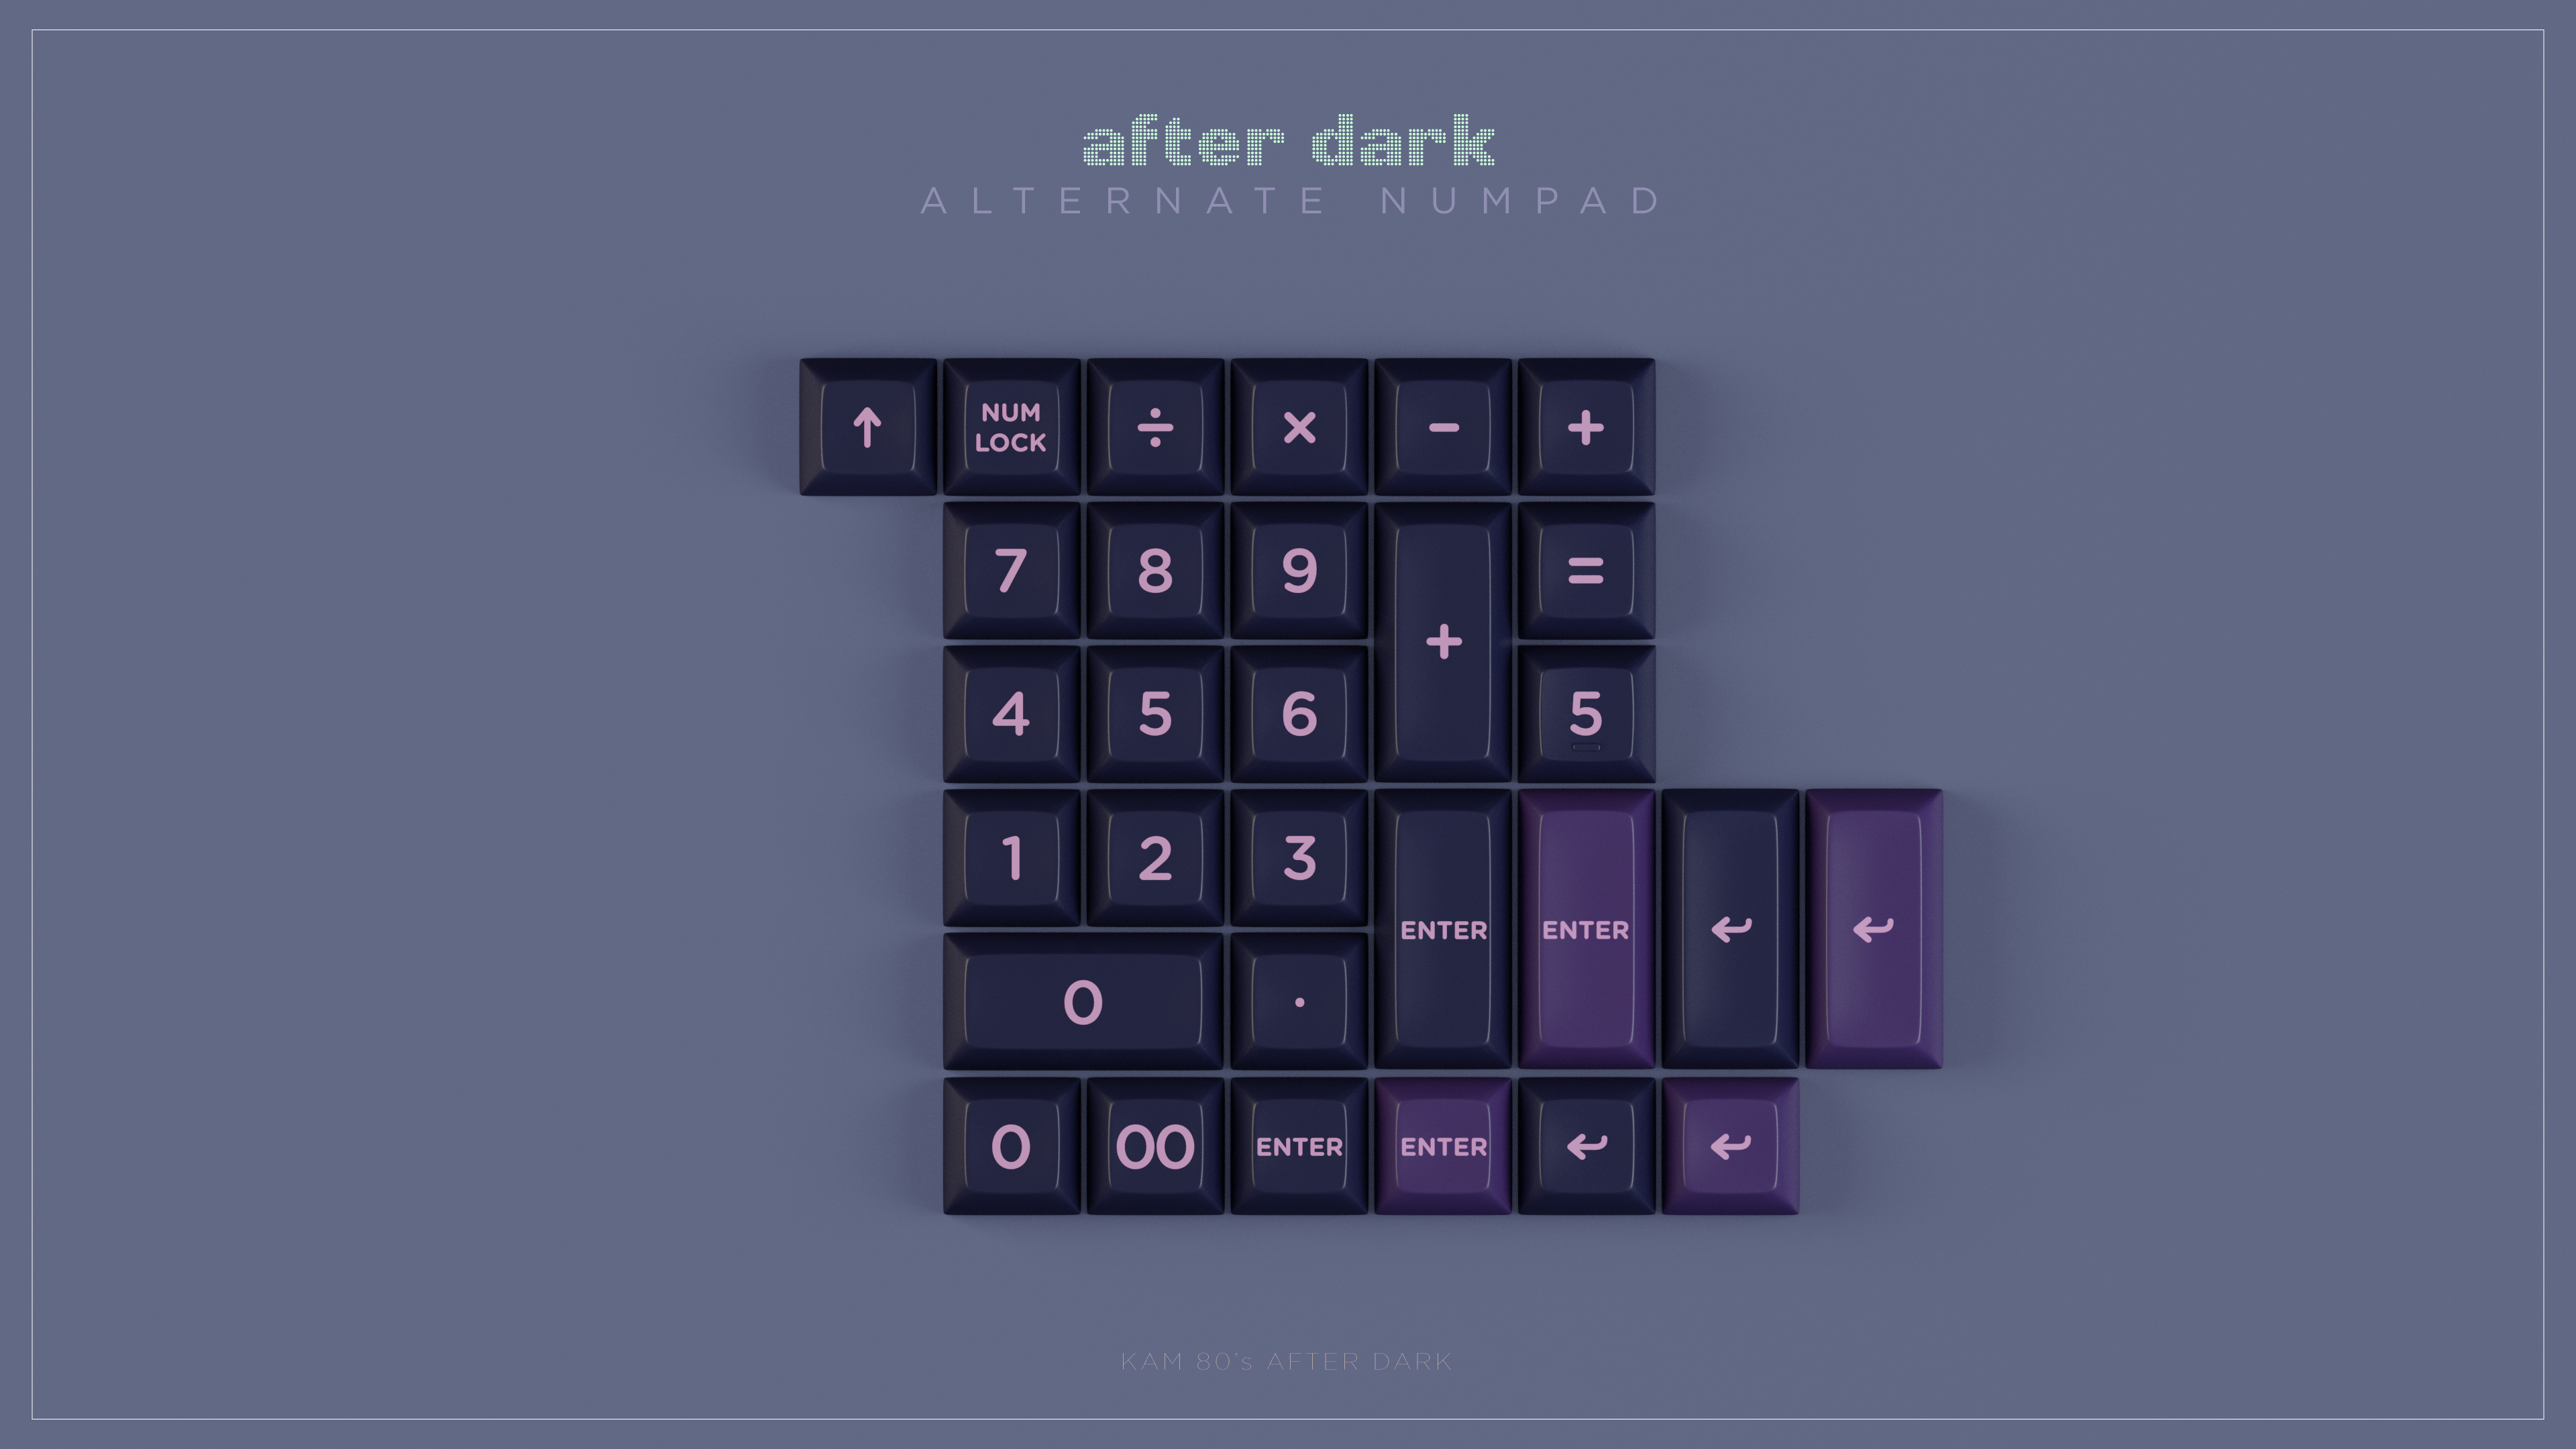 after dark
ALTERNATE NUMPAD
↑ NUM LOCK ÷ × − +
7 8 9 + =
4 5 6 5
1 2 3 ENTER ENTER ↩ ↩
0 ·
0 00 ENTER ENTER ↩ ↩
KAM 80's AFTER DARK